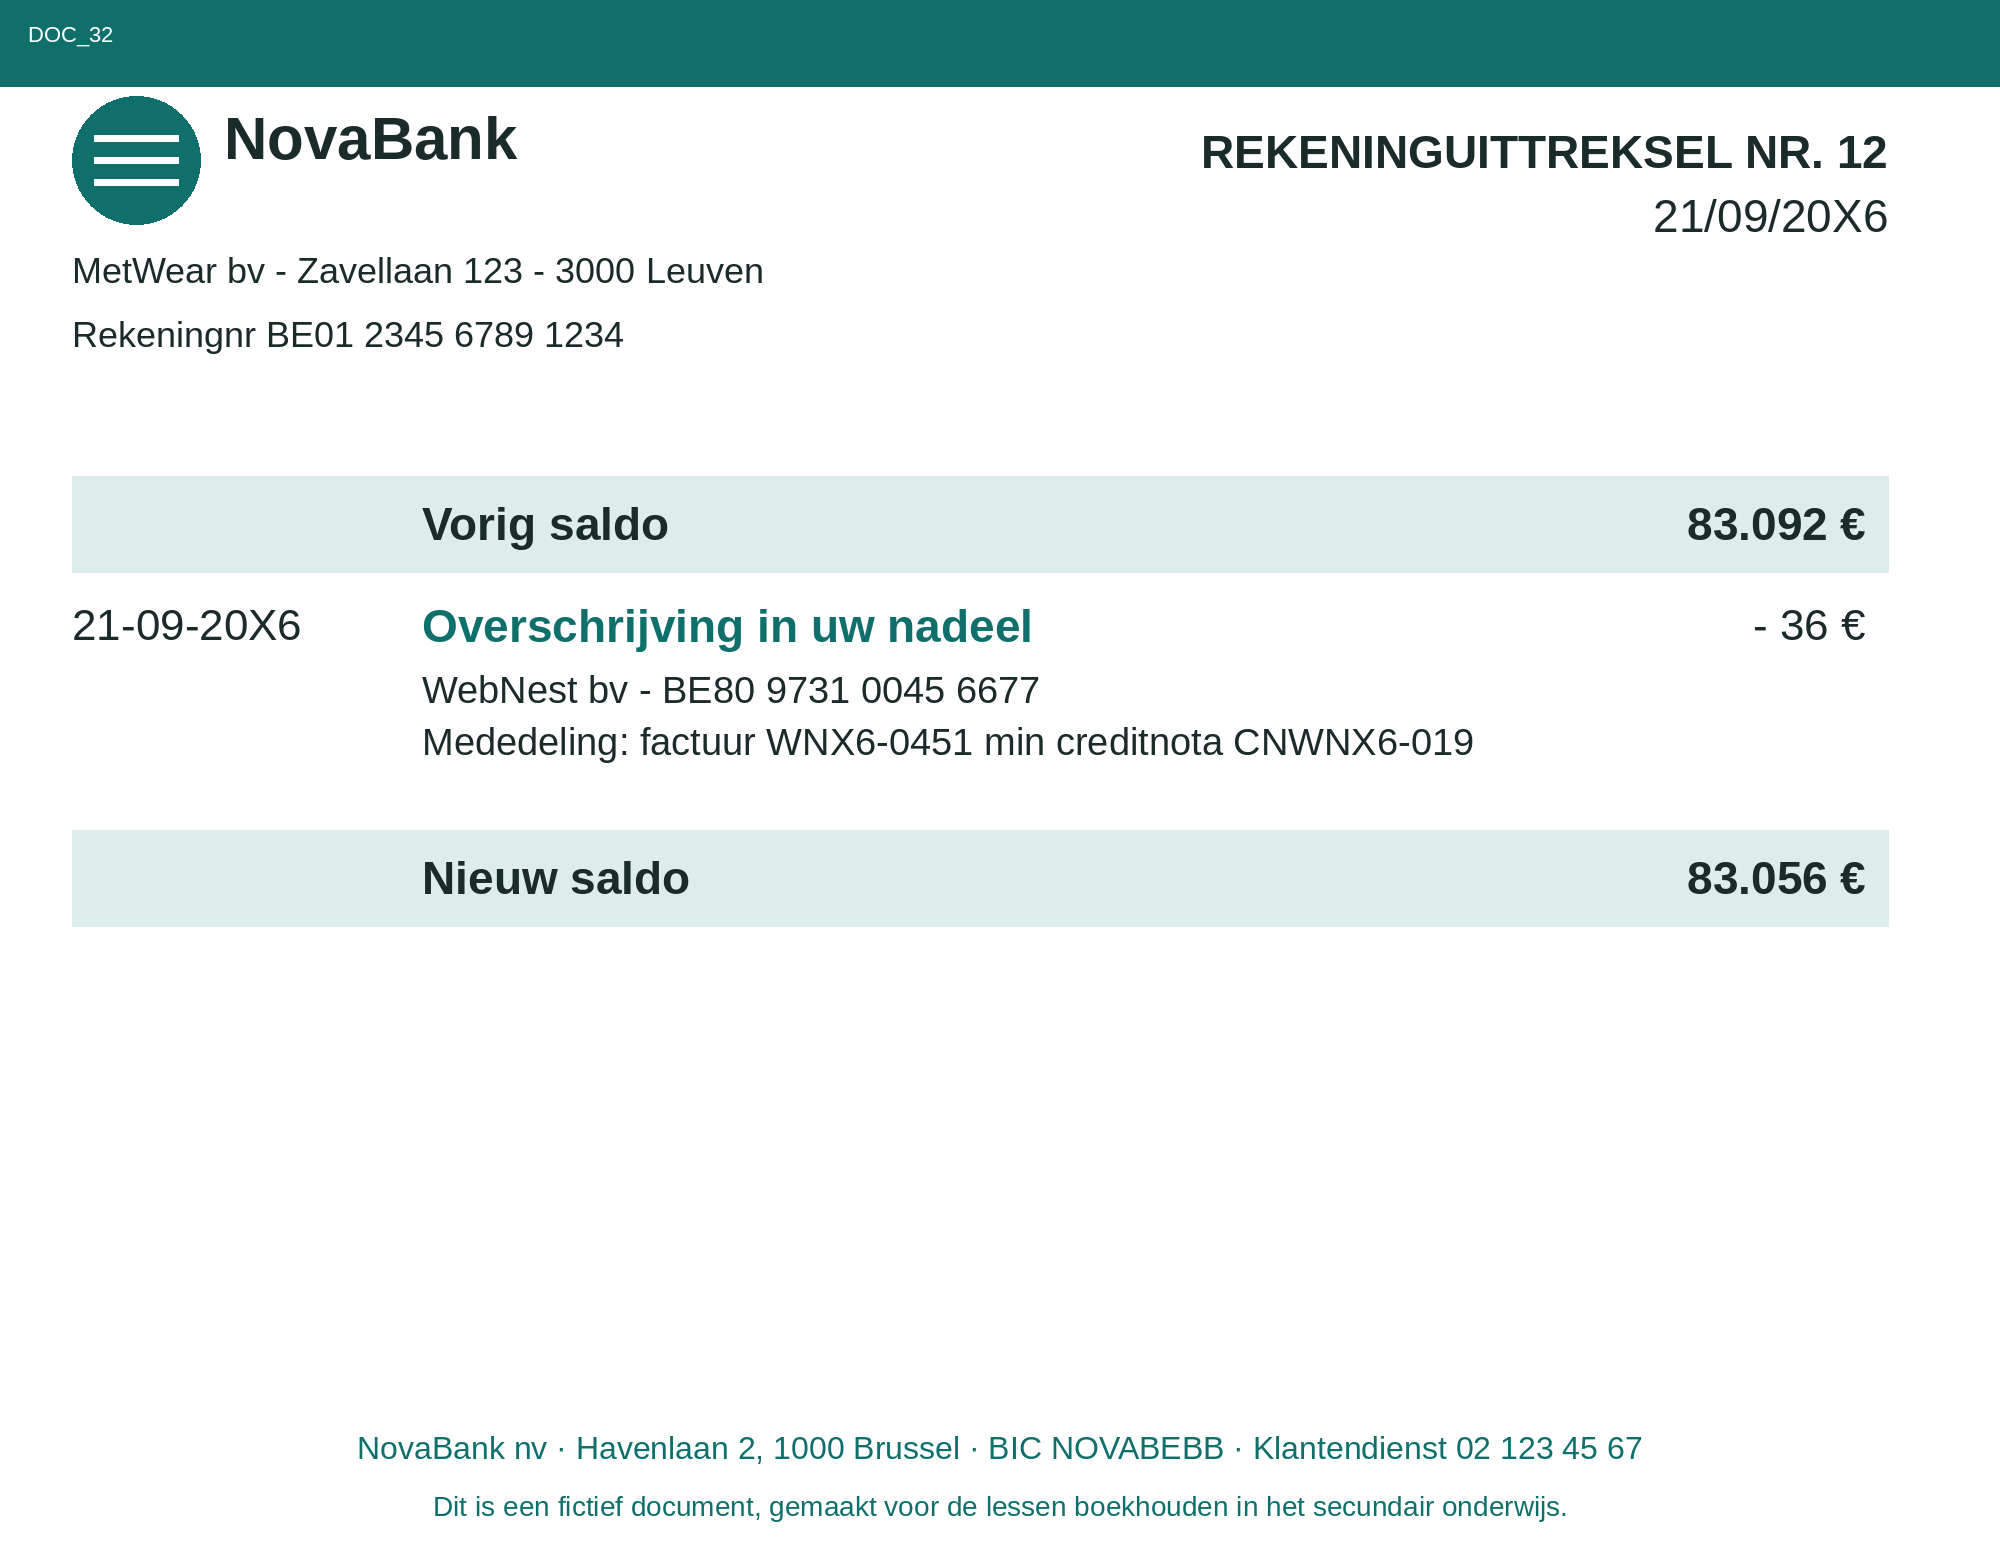 DOC_32
NovaBank
REKENINGUITTREKSEL NR. 12
21/09/20X6
MetWear bv - Zavellaan 123 - 3000 Leuven
Rekeningnr BE01 2345 6789 1234
Vorig saldo 83.092 €
21-09-20X6 Overschrijving in uw nadeel - 36 €
WebNest bv - BE80 9731 0045 6677
Mededeling: factuur WNX6-0451 min creditnota CNWNX6-019
Nieuw saldo 83.056 €
NovaBank nv · Havenlaan 2, 1000 Brussel · BIC NOVABEBB · Klantendienst 02 123 45 67
Dit is een fictief document, gemaakt voor de lessen boekhouden in het secundair onderwijs.